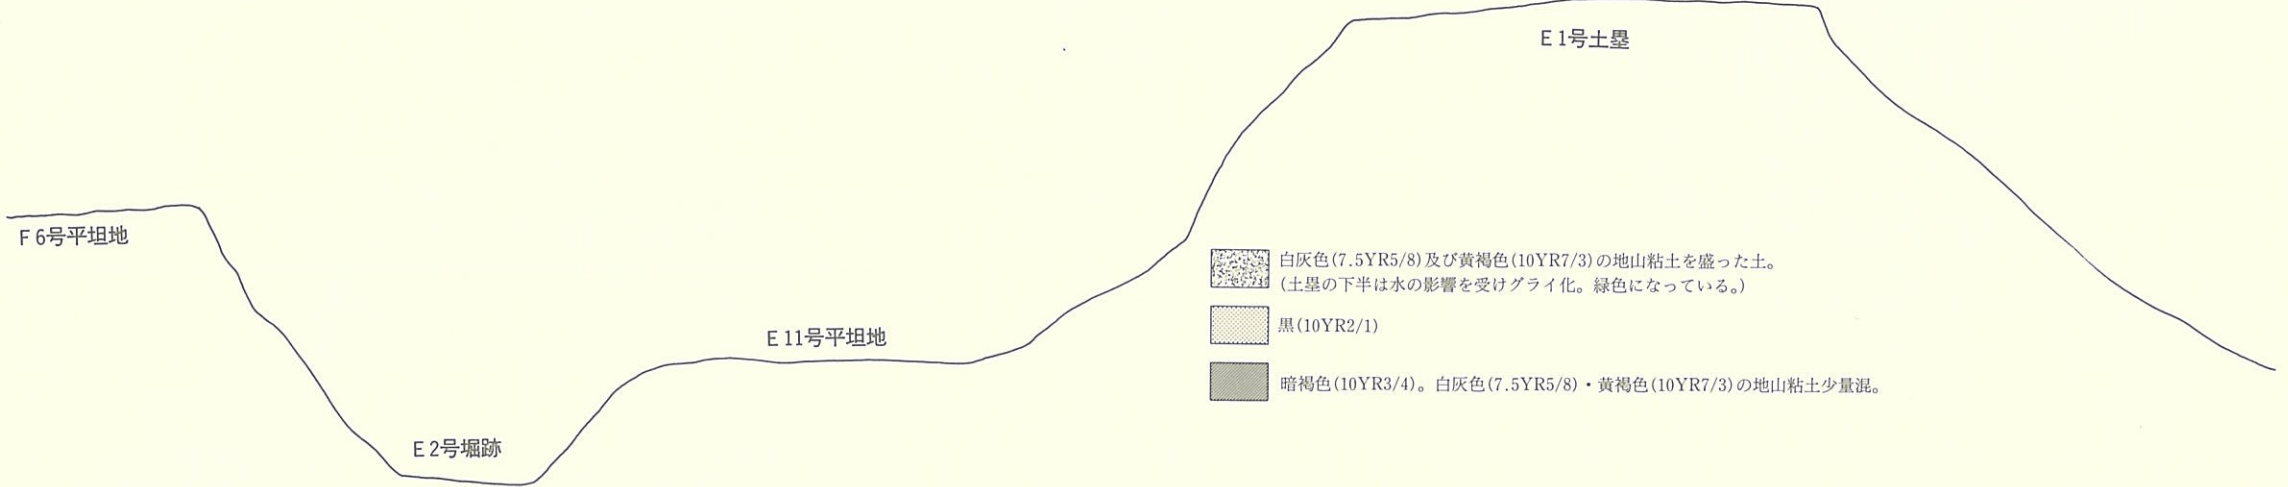 E1号土塁
F6号平坦地
白灰色(7.5YR5/8)及び黄褐色(10YR7/3)の地山粘土を盛った土。
(土塁の下半は水の影響を受けグライ化。緑色になっている。)
黒(10YR2/1)
E11号平坦地
暗褐色(10YR3/4)。白灰色(7.5YR5/8)・黄褐色(10YR7/3)の地山粘土少量混。
E2号堀跡